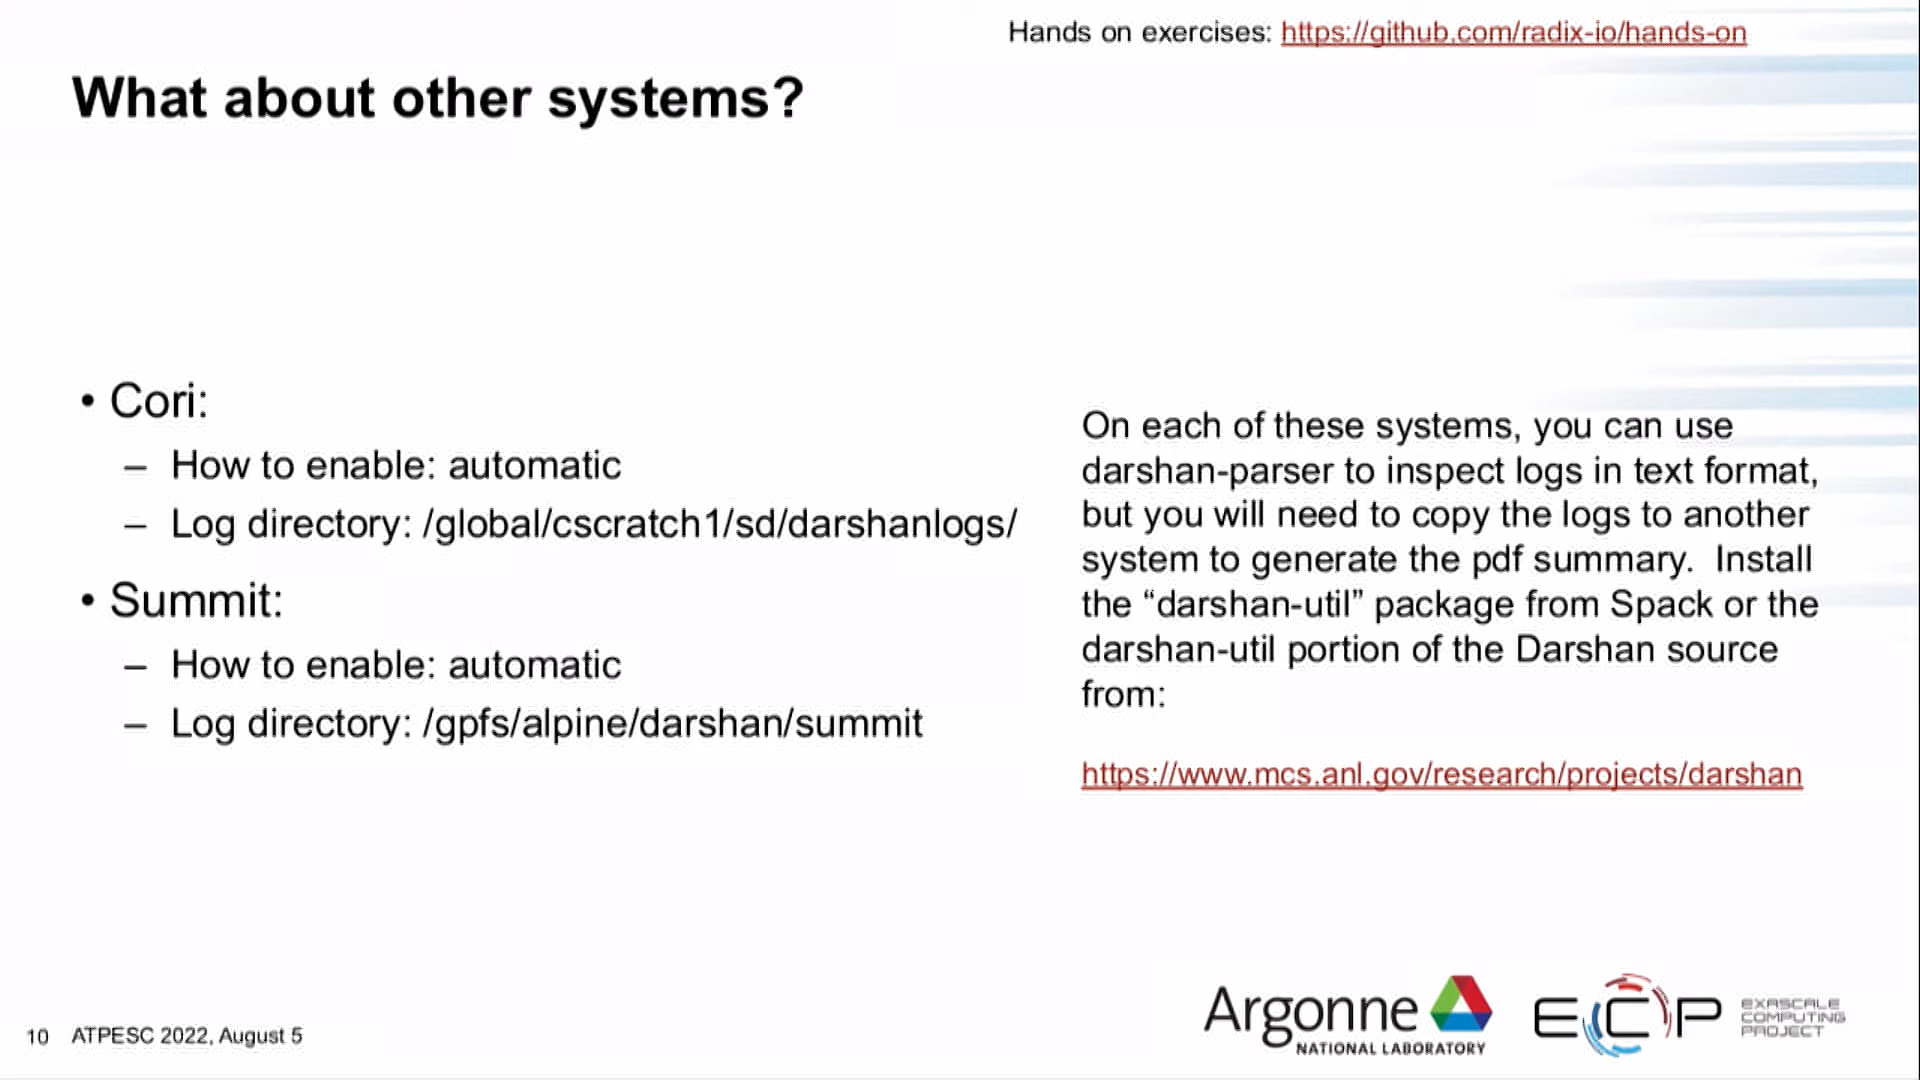 Hands on exercises: https://github.com/radix-io/hands-on
What about other systems?
• Cori:
– How to enable: automatic
– Log directory: /global/cscratch1/sd/darshanlogs/
• Summit:
– How to enable: automatic
– Log directory: /gpfs/alpine/darshan/summit
On each of these systems, you can use
darshan-parser to inspect logs in text format,
but you will need to copy the logs to another
system to generate the pdf summary.  Install
the “darshan-util” package from Spack or the
darshan-util portion of the Darshan source
from:
https://www.mcs.anl.gov/research/projects/darshan
10 ATPESC 2022, August 5
Argonne
NATIONAL LABORATORY
ECP
EXASCALE
COMPUTING
PROJECT